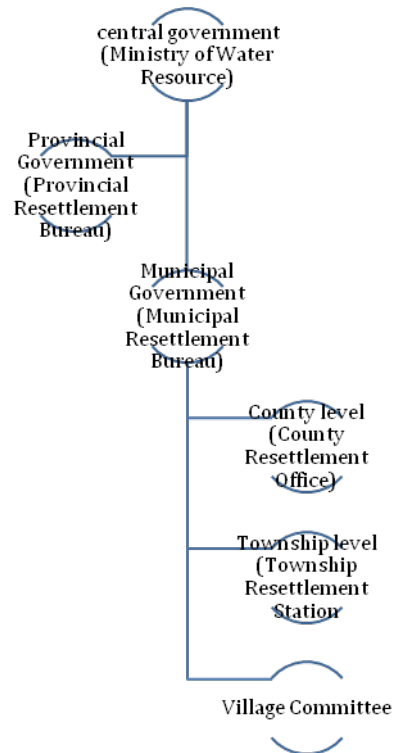 central government
(Ministry of Water
Resource)
Provincial
Government
(Provincial
Resettlement
Bureau)
Municipal
Government
(Municipal
Resettlement
Bureau)
County level
(County
Resettlement
Office)
Township level
(Township
Resettlement
Station
Village Committee